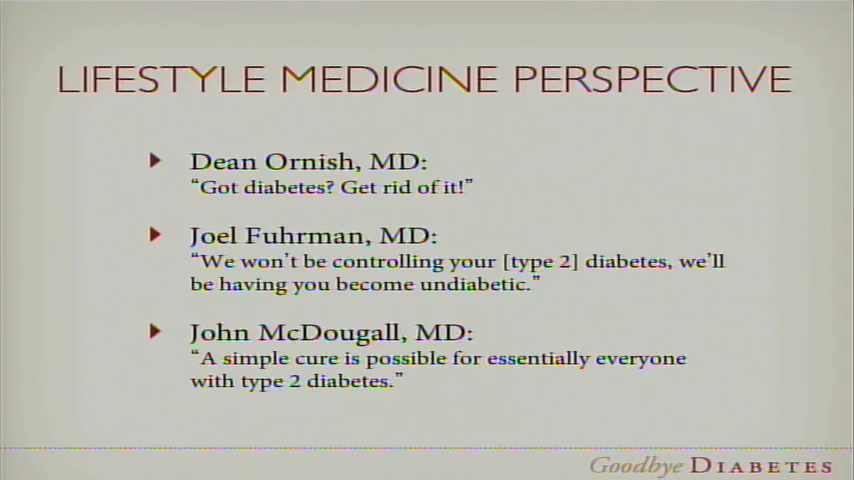 LIFESTYLE MEDICINE PERSPECTIVE
Dean Ornish, MD:
“Got diabetes? Get rid of it!”
Joel Fuhrman, MD:
“We won’t be controlling your [type 2] diabetes, we’ll
be having you become undiabetic.”
John McDougall, MD:
“A simple cure is possible for essentially everyone
with type 2 diabetes.”
Goodbye DIABETES